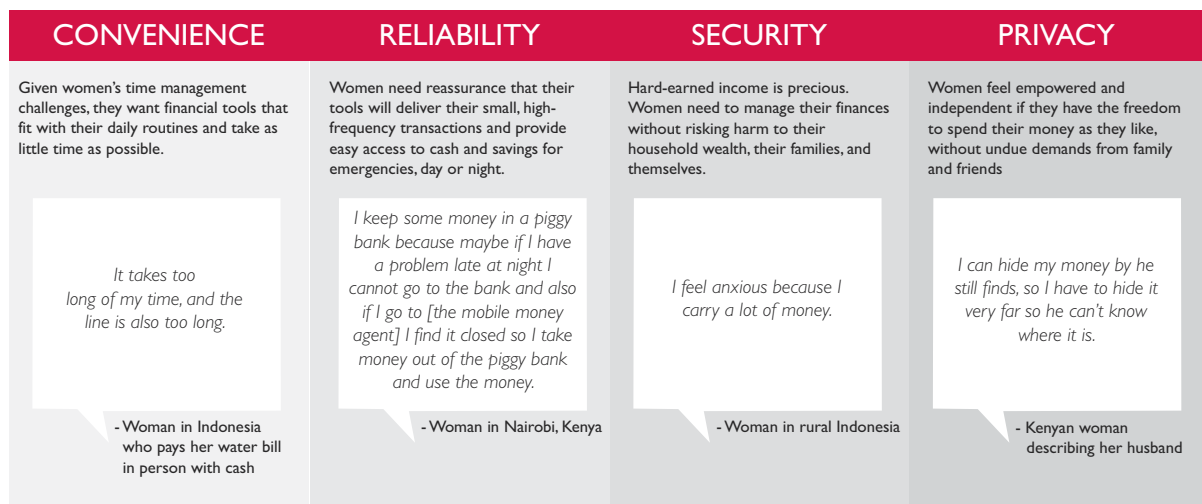 CONVENIENCE
Given women's time management
challenges, they want financial tools that
fit with their daily routines and take as
little time as possible.
It takes too
long of my time, and the
line is also too long.
- Woman in Indonesia
who pays her water bill
in person with cash
RELIABILITY
Women need reassurance that their
tools will deliver their small, high-
frequency transactions and provide
easy access to cash and savings for
emergencies, day or night.
I keep some money in a piggy
bank because maybe if I have
a problem late at night I
cannot go to the bank and also
if I go to [the mobile money
agent] I find it closed so I take
money out of the piggy bank
and use the money.
- Woman in Nairobi, Kenya
SECURITY
Hard-earned income is precious.
Women need to manage their finances
without risking harm to their
household wealth, their families, and
themselves.
I feel anxious because I
carry a lot of money.
- Woman in rural Indonesia
PRIVACY
Women feel empowered and
independent if they have the freedom
to spend their money as they like,
without undue demands from family
and friends
I can hide my money by he
still finds, so I have to hide it
very far so he can't know
where it is.
- Kenyan woman
describing her husband